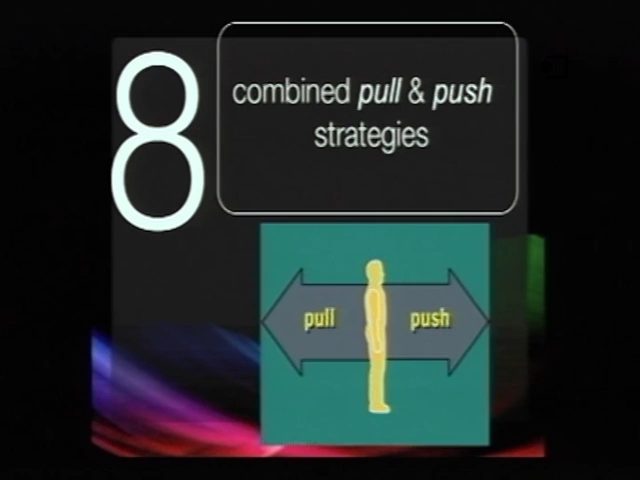 8
combined pull & push
strategies
pull
push